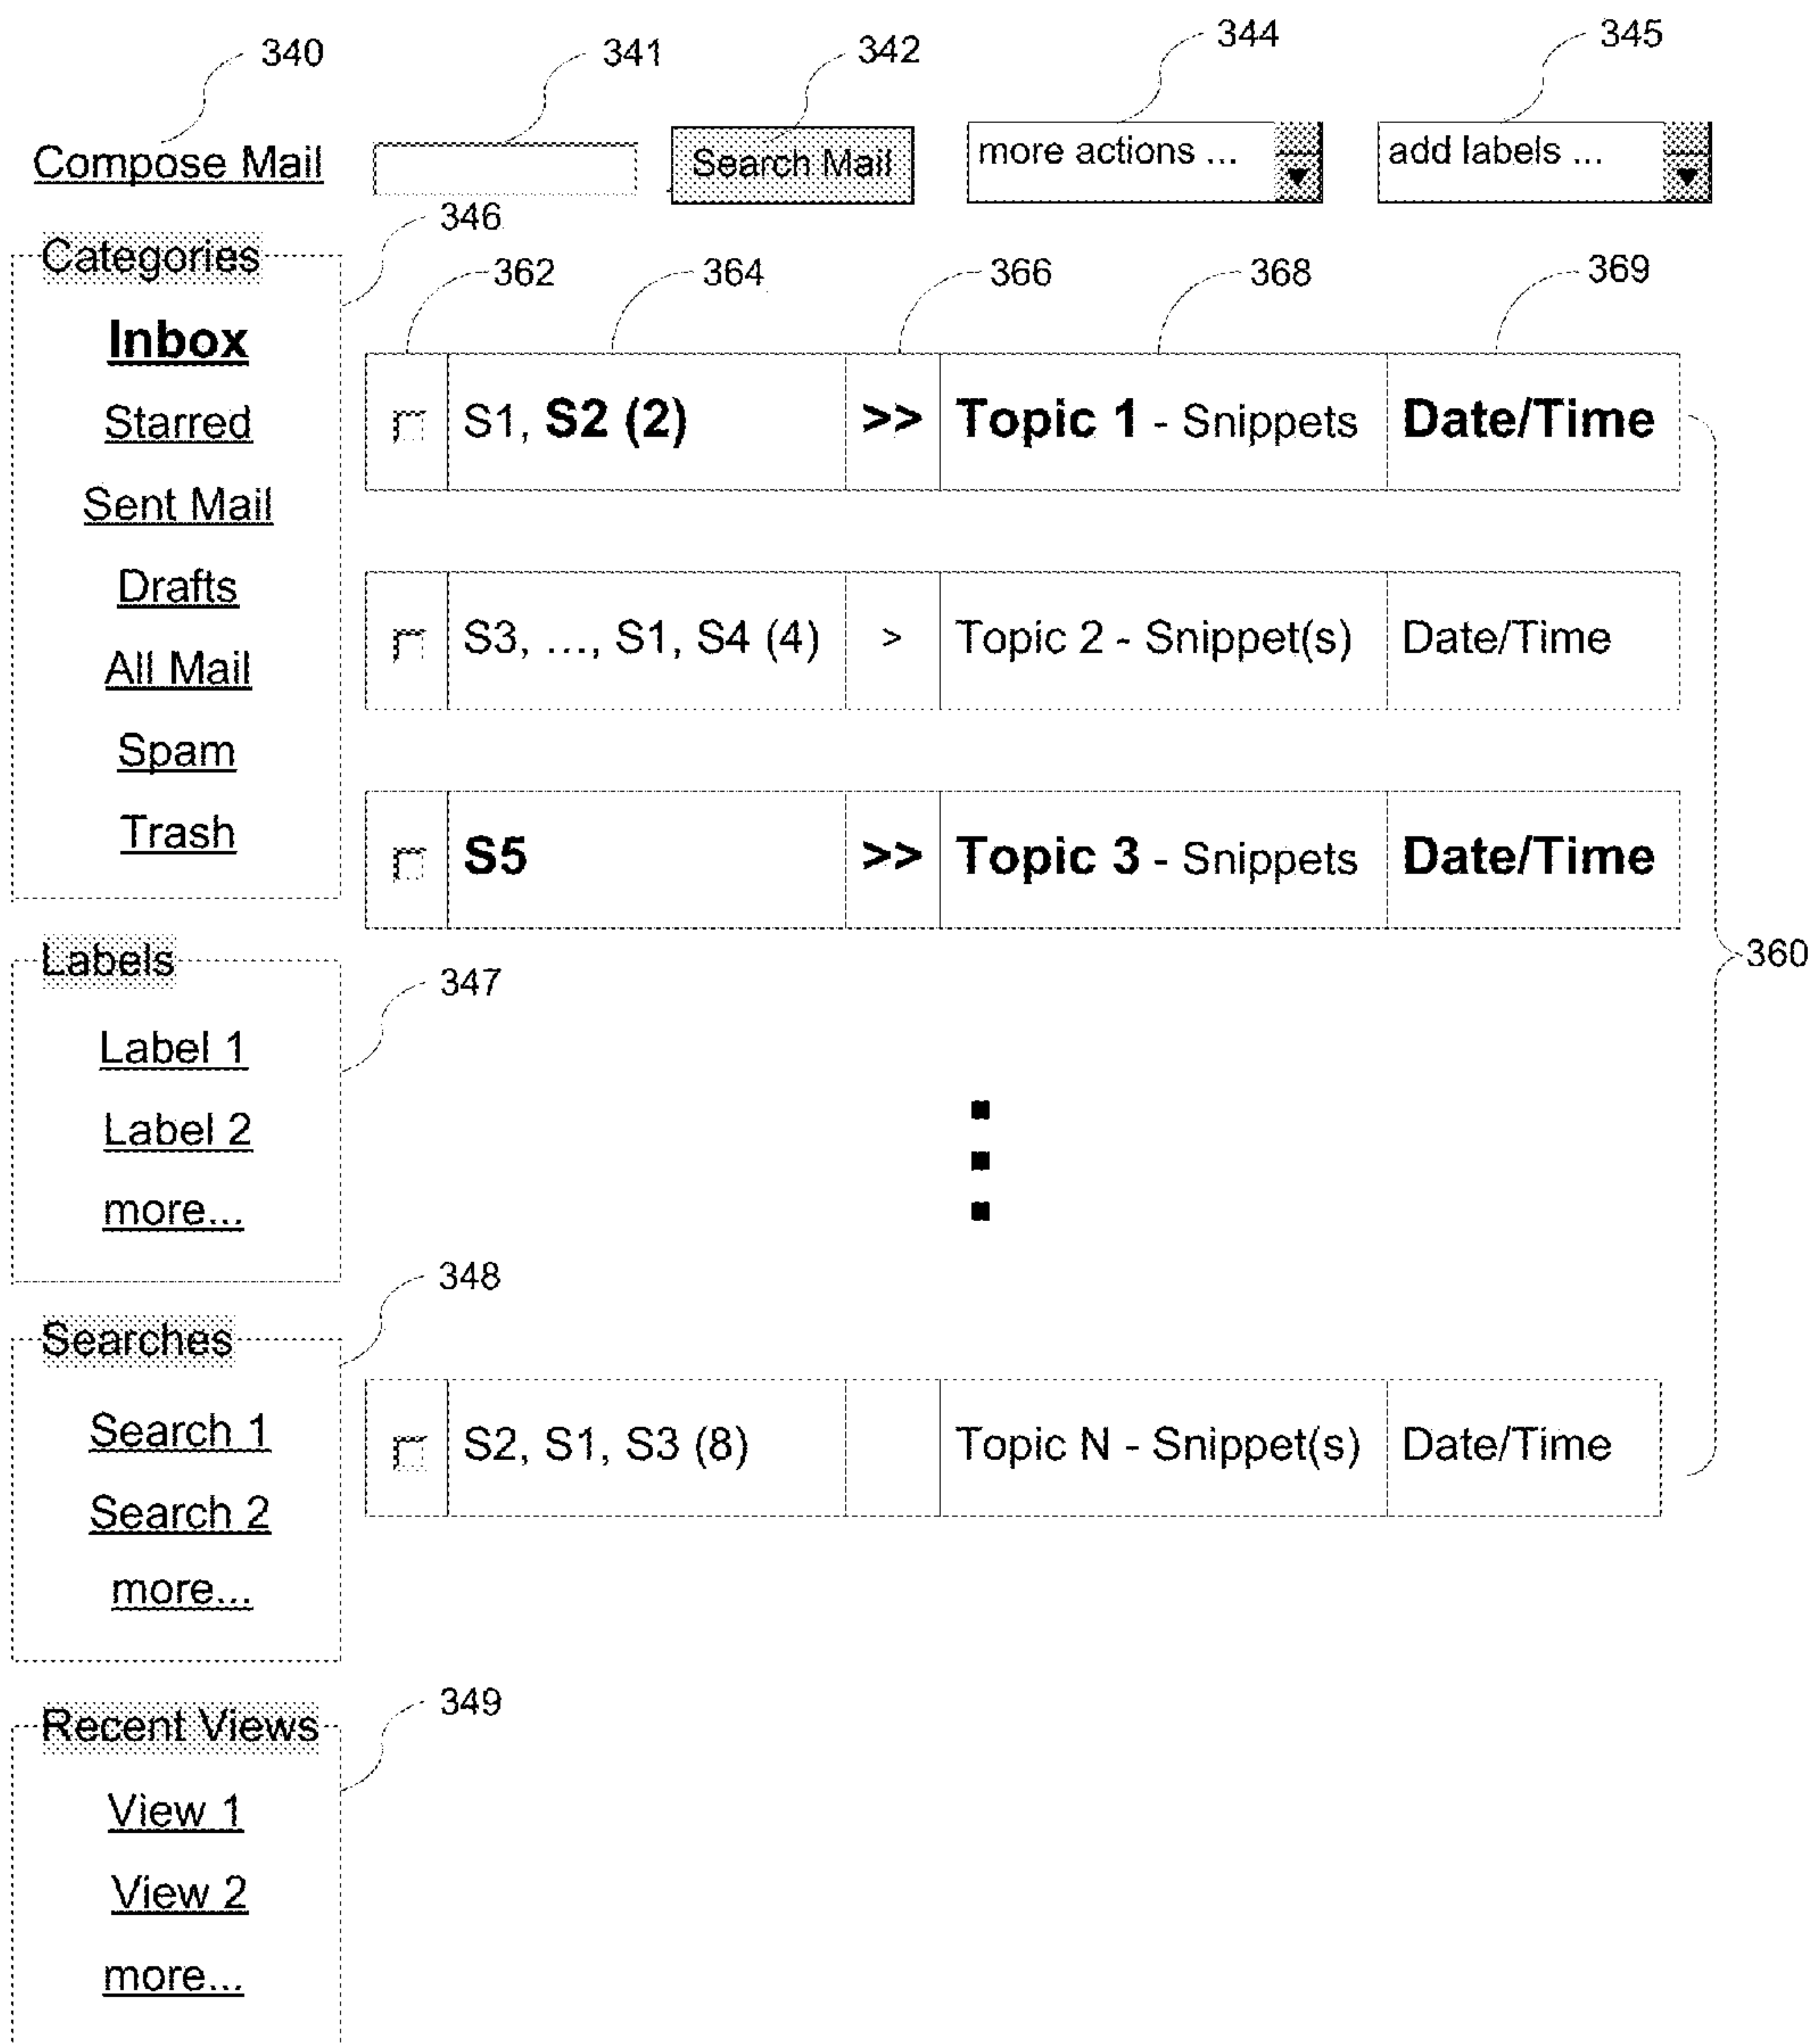 340 341 342 344 345
Compose Mail Search Mail more actions ... add labels ...
346
Categories
362 364 366 368 369
Inbox
S1, S2 (2) >> Topic 1 - Snippets Date/Time
Starred
Sent Mail
Drafts
S3, ..., S1, S4 (4) > Topic 2 - Snippet(s) Date/Time
All Mail
Spam
Trash
S5 >> Topic 3 - Snippets Date/Time
360
Labels
347
Label 1
Label 2
more...
348
Searches
Search 1
S2, S1, S3 (8) Topic N - Snippet(s) Date/Time
Search 2
more...
349
Recent Views
View 1
View 2
more...